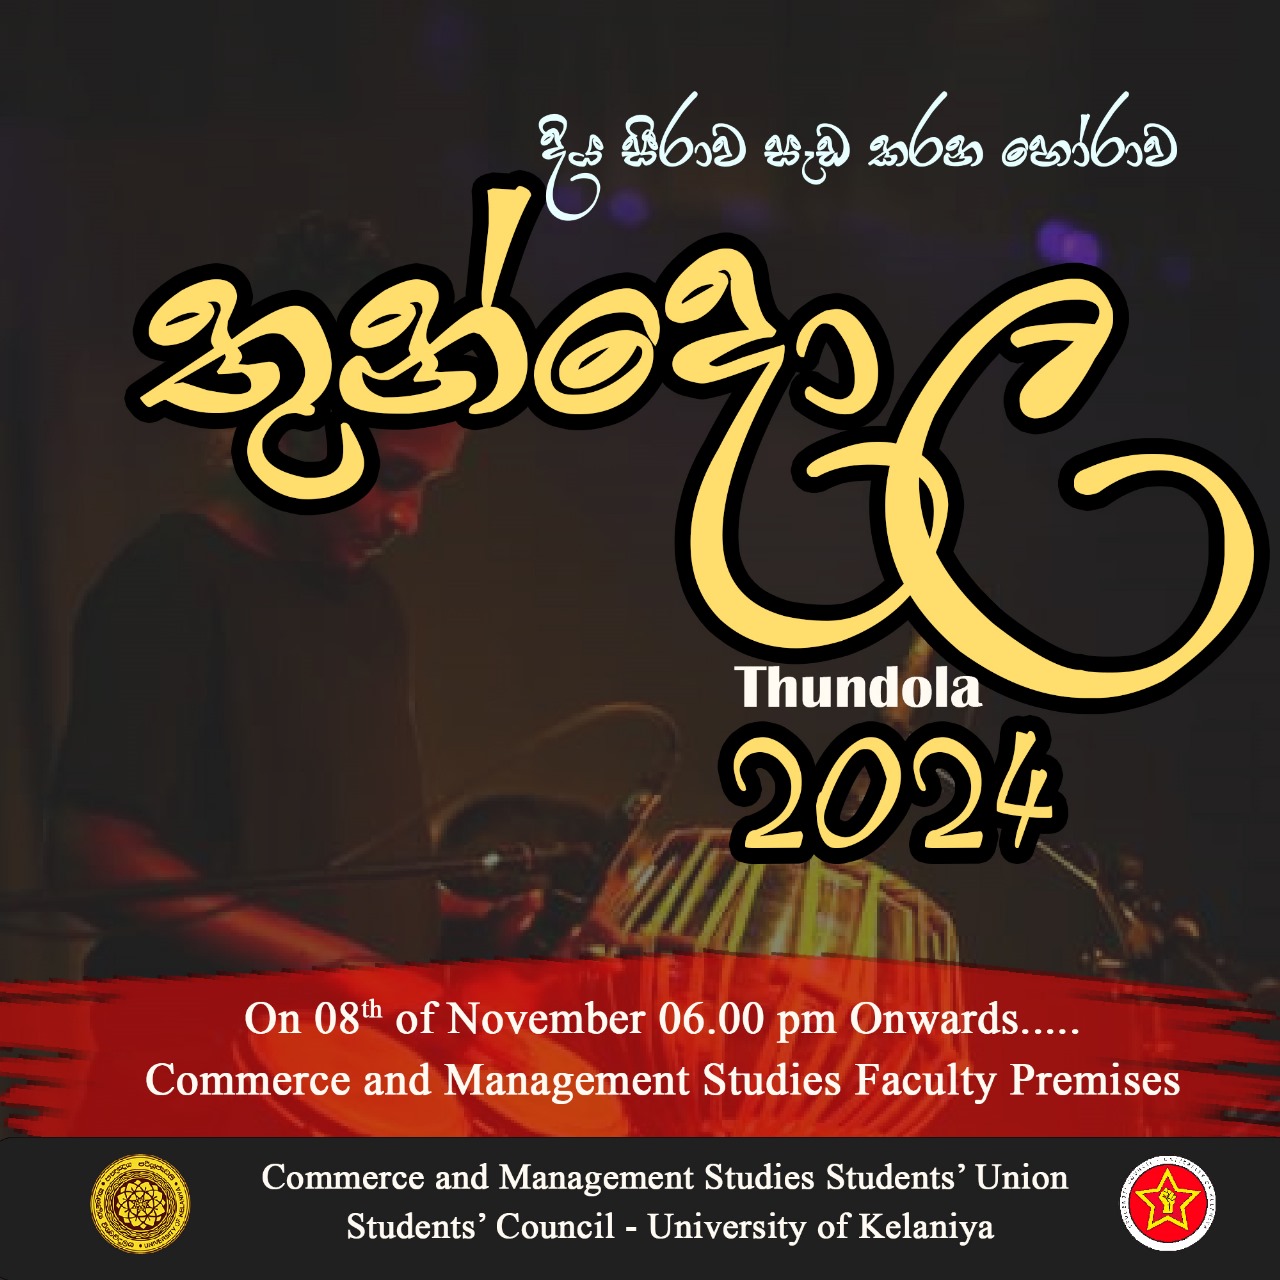 දිය සීරාව සැඩ කරන හෝරාව
තුන්දොල
Thundola
2024
On 08th of November 06.00 pm Onwards.....
Commerce and Management Studies Faculty Premises
Commerce and Management Studies Students' Union
Students' Council - University of Kelaniya